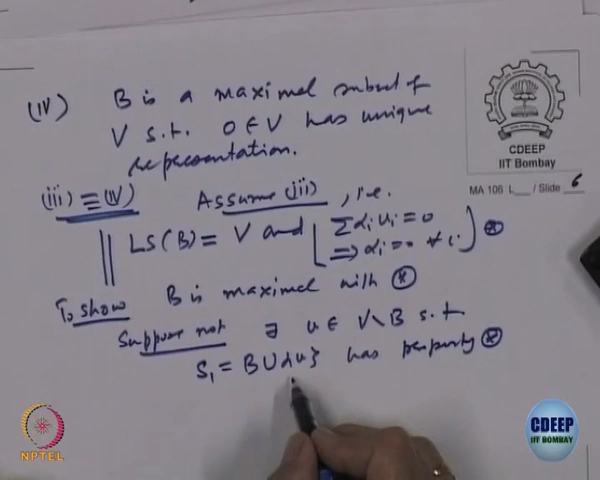 (IV) B is a maximal subset of
V s.t. 0 ∈ V has unique
representation.
(iii) ≡ (IV) Assume (iii), i.e.
LS(B) = V and [ Σ αi ui = 0
⇒ αi = 0 ∀ i ] ⊛
To show B is maximal with ⊛
Suppose not ∃ u ∈ V \ B s.t.
S1 = B ∪ {u} has property ⊛
CDEEP
IIT Bombay
MA 106 L___ / Slide 6
NPTEL
CDEEP
IIT BOMBAY